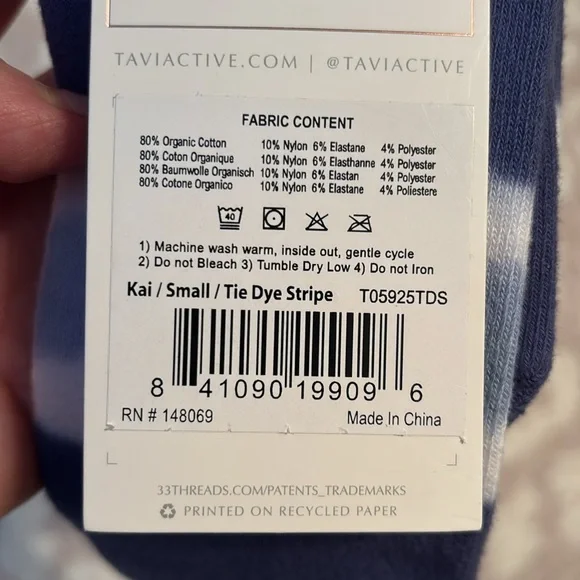 TAVIACTIVE.COM | @TAVIACTIVE
FABRIC CONTENT
80% Organic Cotton 10% Nylon 6% Elastane 4% Polyester
80% Coton Organique 10% Nylon 6% Elasthanne 4% Polyester
80% Baumwolle Organisch 10% Nylon 6% Elastan 4% Polyester
80% Cotone Organico 10% Nylon 6% Elastane 4% Poliestere
40
1) Machine wash warm, inside out, gentle cycle
2) Do not Bleach 3) Tumble Dry Low 4) Do not Iron
Kai / Small / Tie Dye Stripe T05925TDS
8 41090 19909 6
RN # 148069 Made In China
33THREADS.COM/PATENTS_TRADEMARKS
PRINTED ON RECYCLED PAPER